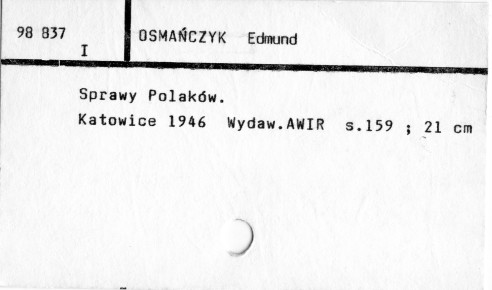 98 837
I
OSMAŃCZYK Edmund
Sprawy Polaków.
Katowice 1946 Wydaw.AWIR s.159 ; 21 cm